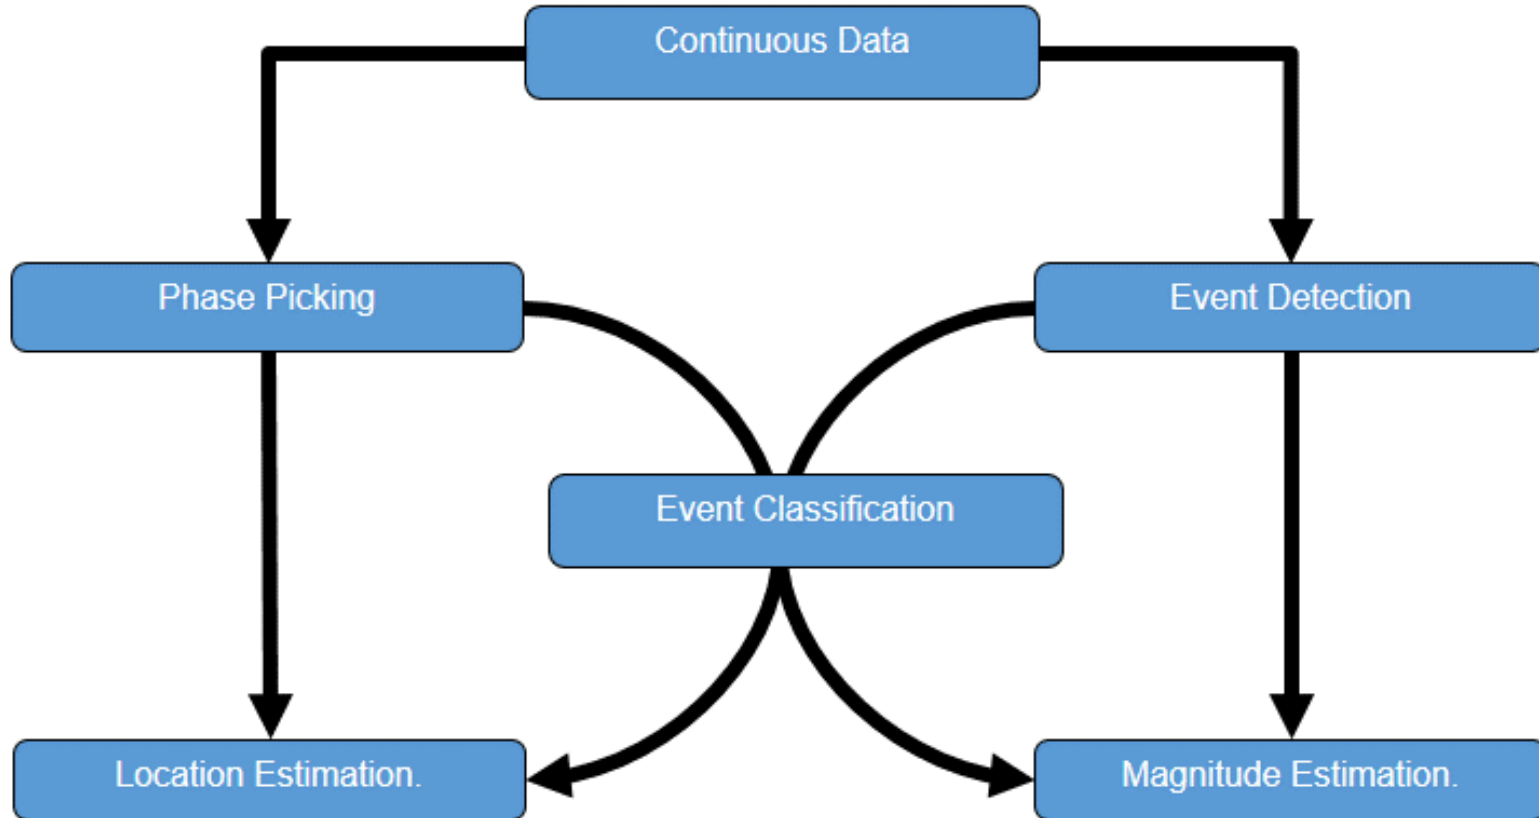 Continuous Data
Phase Picking
Event Detection
Event Classification
Location Estimation.
Magnitude Estimation.